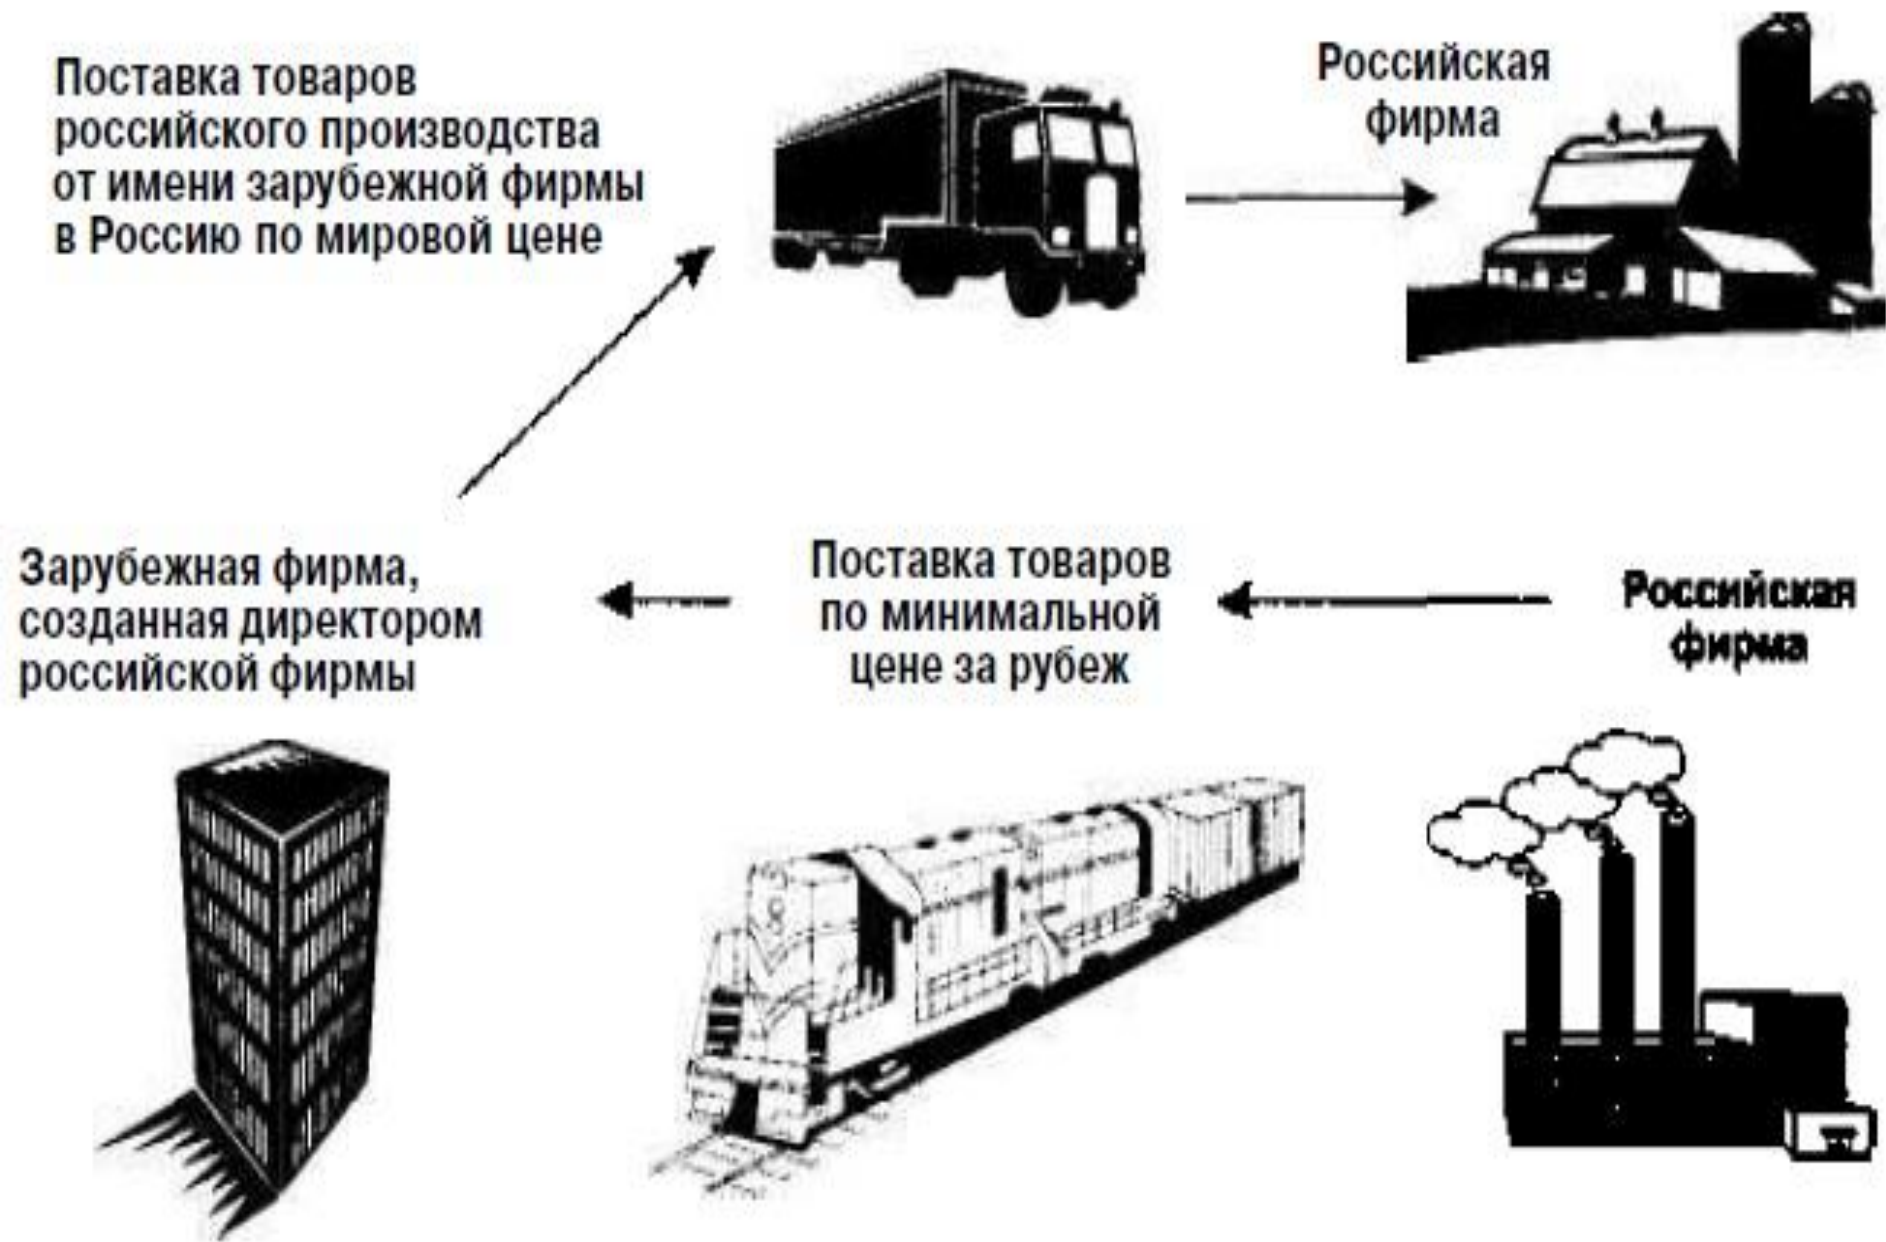 Поставка товаров
российского производства
от имени зарубежной фирмы
в Россию по мировой цене
Российская
фирма
Зарубежная фирма,
созданная директором
российской фирмы
Поставка товаров
по минимальной
цене за рубеж
Российская
фирма